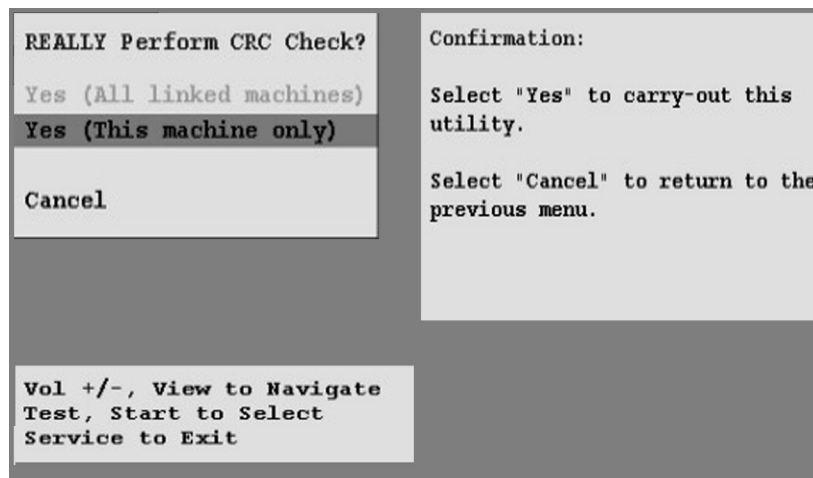 REALLY Perform CRC Check?
Yes (All linked machines)
Yes (This machine only)
Cancel
Confirmation:
Select "Yes" to carry-out this
utility.
Select "Cancel" to return to the
previous menu.
Vol +/-, View to Navigate
Test, Start to Select
Service to Exit